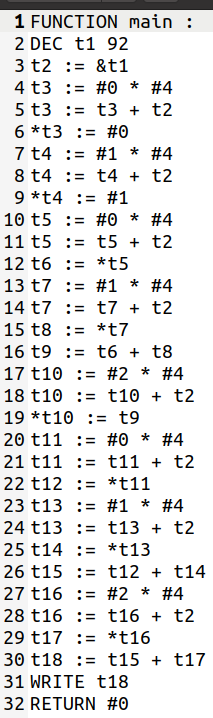 1 FUNCTION main :
2 DEC t1 92
3 t2 := &t1
4 t3 := #0 * #4
5 t3 := t3 + t2
6 *t3 := #0
7 t4 := #1 * #4
8 t4 := t4 + t2
9 *t4 := #1
10 t5 := #0 * #4
11 t5 := t5 + t2
12 t6 := *t5
13 t7 := #1 * #4
14 t7 := t7 + t2
15 t8 := *t7
16 t9 := t6 + t8
17 t10 := #2 * #4
18 t10 := t10 + t2
19 *t10 := t9
20 t11 := #0 * #4
21 t11 := t11 + t2
22 t12 := *t11
23 t13 := #1 * #4
24 t13 := t13 + t2
25 t14 := *t13
26 t15 := t12 + t14
27 t16 := #2 * #4
28 t16 := t16 + t2
29 t17 := *t16
30 t18 := t15 + t17
31 WRITE t18
32 RETURN #0